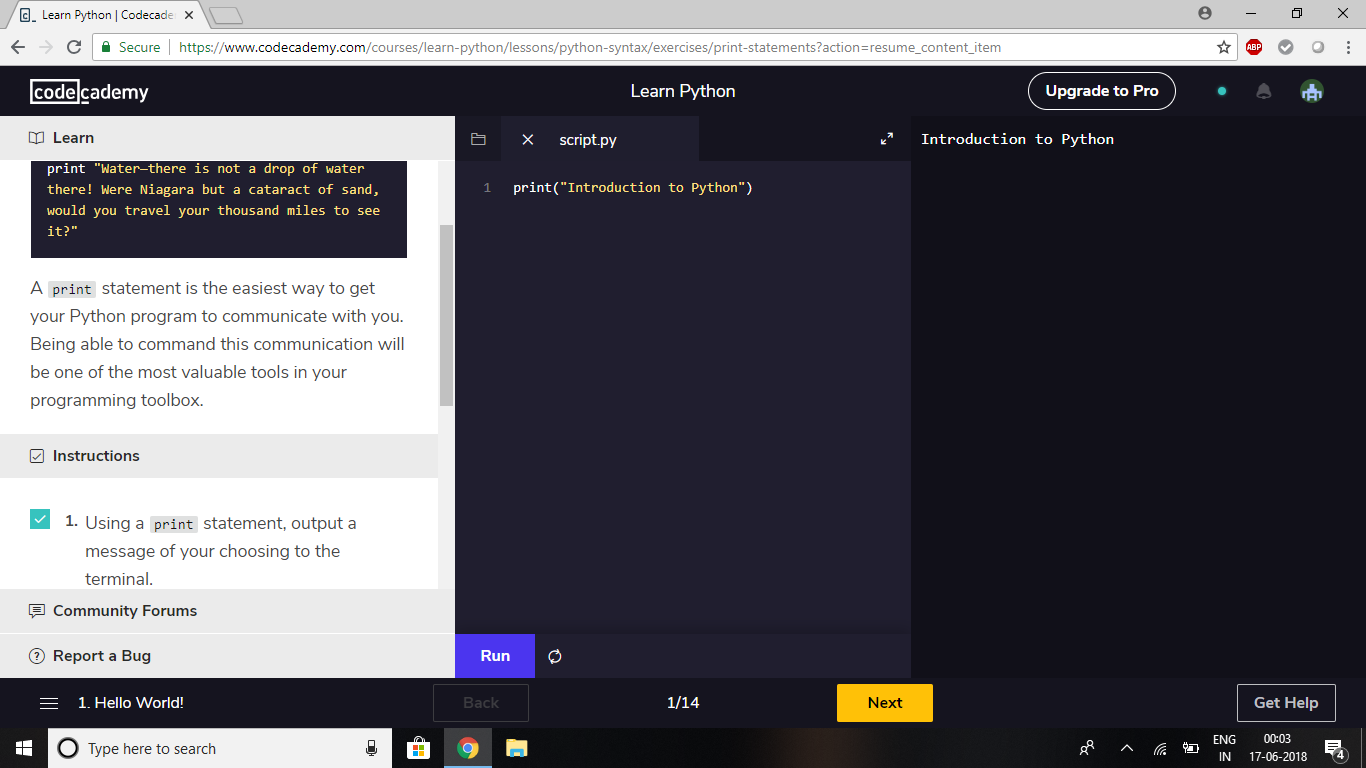 Learn Python | Codecade
Secure
https://www.codecademy.com/courses/learn-python/lessons/python-syntax/exercises/print-statements?action=resume_content_item
ABP
codecademy
Learn Python
Upgrade to Pro
Learn
print "Water—there is not a drop of water
there! Were Niagara but a cataract of sand,
would you travel your thousand miles to see
it?"
A print statement is the easiest way to get
your Python program to communicate with you.
Being able to command this communication will
be one of the most valuable tools in your
programming toolbox.
Instructions
1. Using a print statement, output a
message of your choosing to the
terminal.
Community Forums
Report a Bug
script.py
1 print("Introduction to Python")
Run
Introduction to Python
1. Hello World!
Back
1/14
Next
Get Help
Type here to search
ENG
IN
00:03
17-06-2018
4